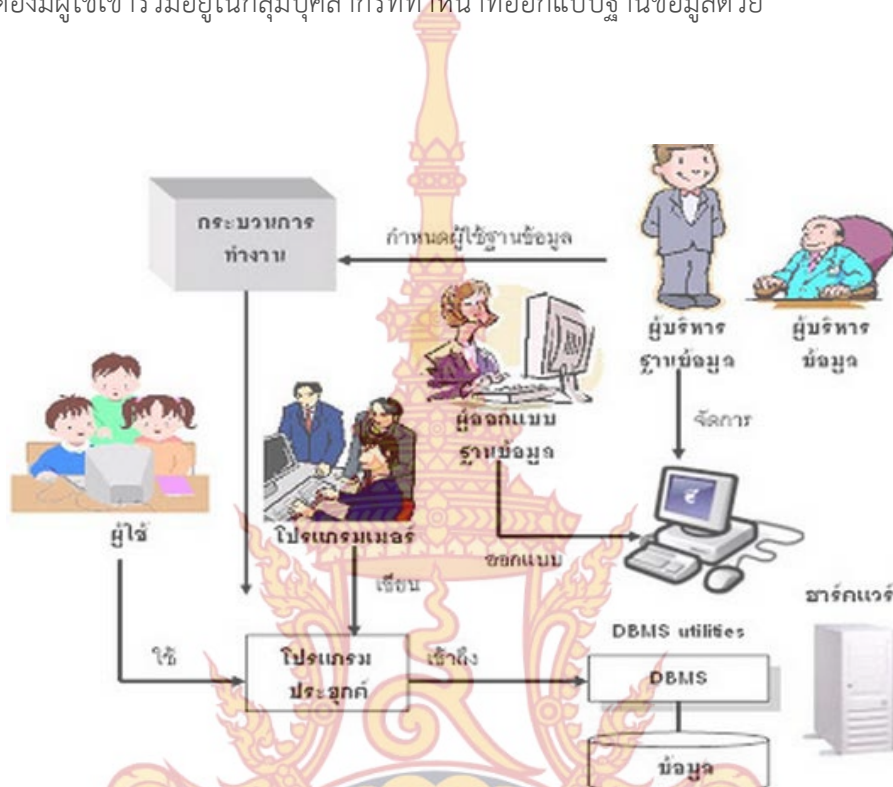 ต้องมีผู้ใช้เข้าร่วมอยู่ในกลุ่มบุคลากรที่ทำหน้าที่ออกแบบฐานข้อมูลด้วย
กระบวนการ
ทำงาน
กำหนดผู้ใช้ฐานข้อมูล
ผู้บริหาร
ฐานข้อมูล
ผู้บริหาร
ข้อมูล
ผู้ออกแบบ
ฐานข้อมูล
จัดการ
ผู้ใช้
โปรแกรมเมอร์
ออกแบบ
เขียน
ฮาร์ดแวร์
DBMS utilities
ใช้
โปรแกรม
ประยุกต์
เข้าถึง
DBMS
ข้อมูล